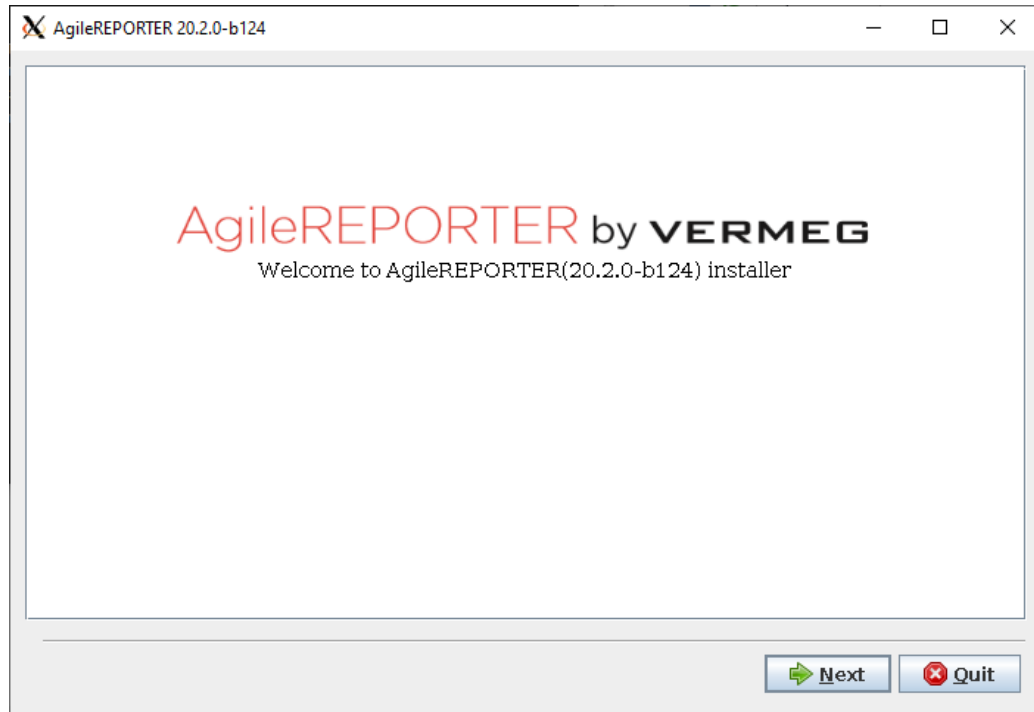 AgileREPORTER 20.2.0-b124
AgileREPORTER by VERMEG
Welcome to AgileREPORTER(20.2.0-b124) installer
Next
Quit